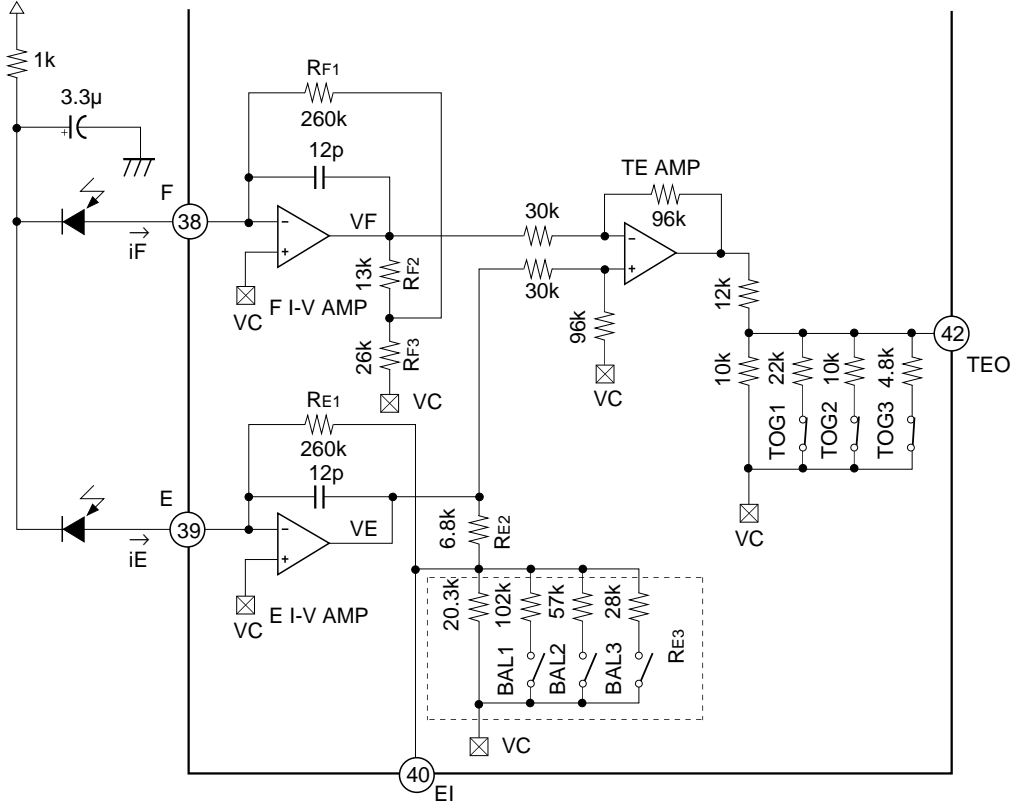 1k
3.3µ
+
RF1
260k
12p
F
38
iF
−
+
VC
F I-V AMP
VF
13k
RF2
26k
RF3
VC
TE AMP
96k
30k
30k
−
+
96k
VC
12k
42
TEO
10k
22k
10k
4.8k
TOG1
TOG2
TOG3
VC
RE1
260k
12p
E
39
iE
−
+
VC
E I-V AMP
VE
6.8k
RE2
20.3k
102k
57k
28k
BAL1
BAL2
BAL3
RE3
VC
40
EI